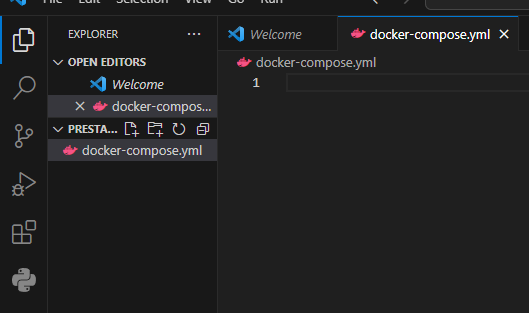 File Edit Selection View Go Run
EXPLORER
OPEN EDITORS
Welcome
docker-compos...
PRESTA...
docker-compose.yml
Welcome
docker-compose.yml
docker-compose.yml
1